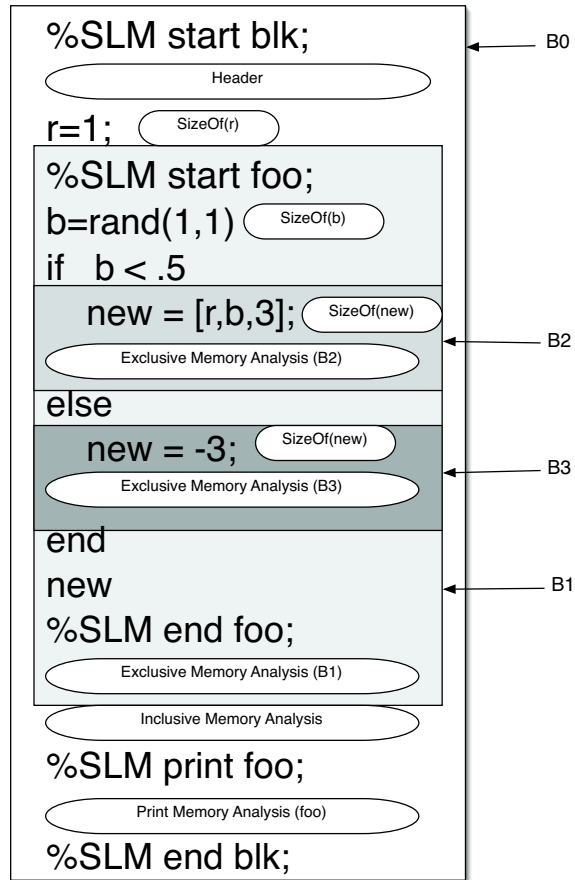 %SLM start blk;
B0
Header
r=1; SizeOf(r)
%SLM start foo;
b=rand(1,1) SizeOf(b)
if b < .5
new = [r,b,3]; SizeOf(new)
B2
Exclusive Memory Analysis (B2)
else
new = -3; SizeOf(new)
B3
Exclusive Memory Analysis (B3)
end
new
B1
%SLM end foo;
Exclusive Memory Analysis (B1)
Inclusive Memory Analysis
%SLM print foo;
Print Memory Analysis (foo)
%SLM end blk;